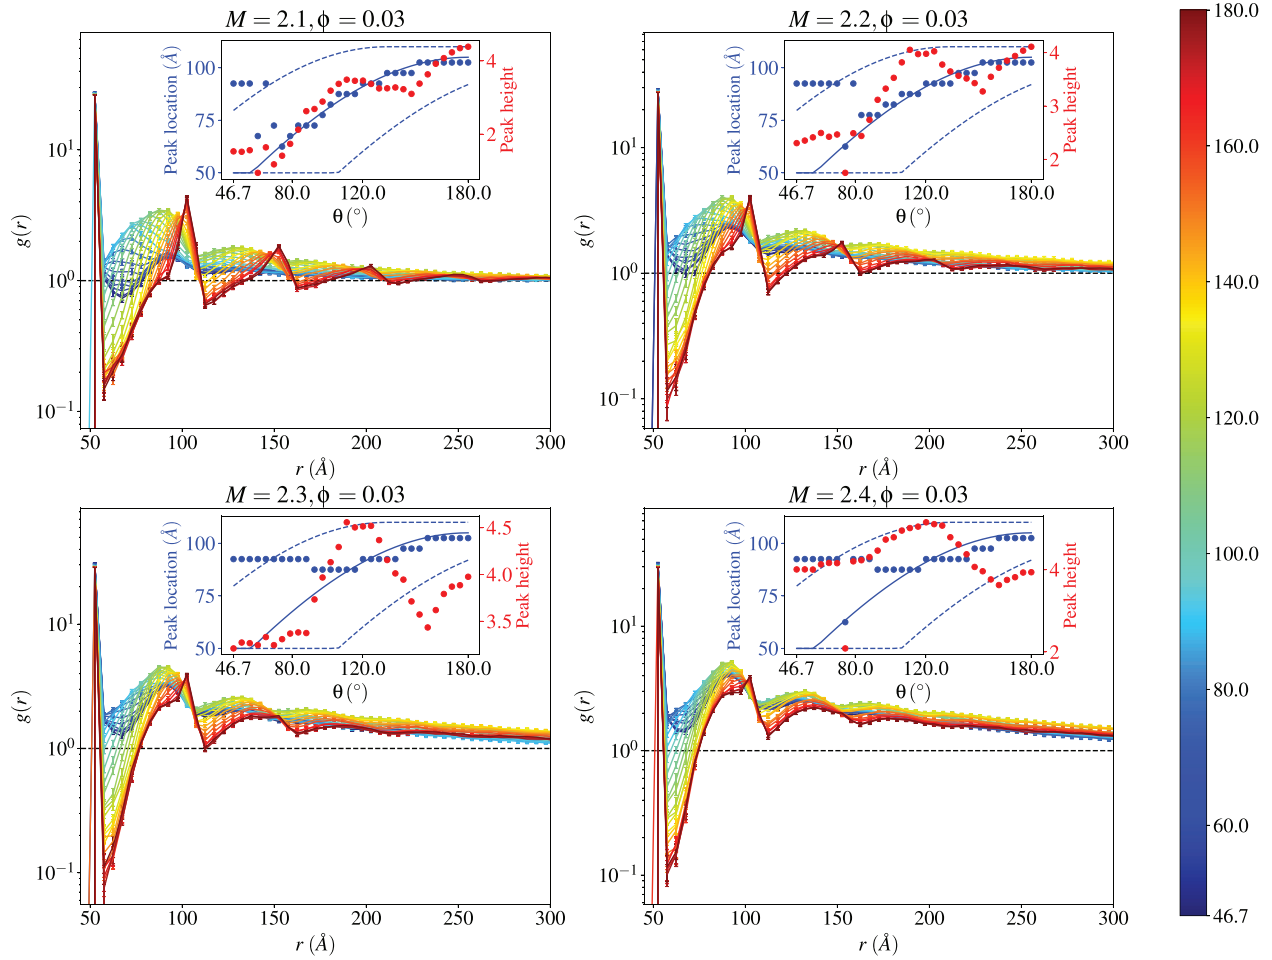 M = 2.1, ϕ = 0.03
g(r)
10¹
10⁰
10⁻¹
50 100 150 200 250 300
r (Å)
Peak location (Å)
100
75
50
46.7 80.0 120.0 180.0
θ (°)
4
2
Peak height
M = 2.2, ϕ = 0.03
g(r)
10¹
10⁰
10⁻¹
50 100 150 200 250 300
r (Å)
Peak location (Å)
100
75
50
46.7 80.0 120.0 180.0
θ (°)
4
3
2
Peak height
M = 2.3, ϕ = 0.03
g(r)
10¹
10⁰
10⁻¹
50 100 150 200 250 300
r (Å)
Peak location (Å)
100
75
50
46.7 80.0 120.0 180.0
θ (°)
4.5
4.0
3.5
Peak height
M = 2.4, ϕ = 0.03
g(r)
10¹
10⁰
10⁻¹
50 100 150 200 250 300
r (Å)
Peak location (Å)
100
75
50
46.7 80.0 120.0 180.0
θ (°)
4
2
Peak height
180.0
160.0
140.0
120.0
100.0
80.0
60.0
46.7